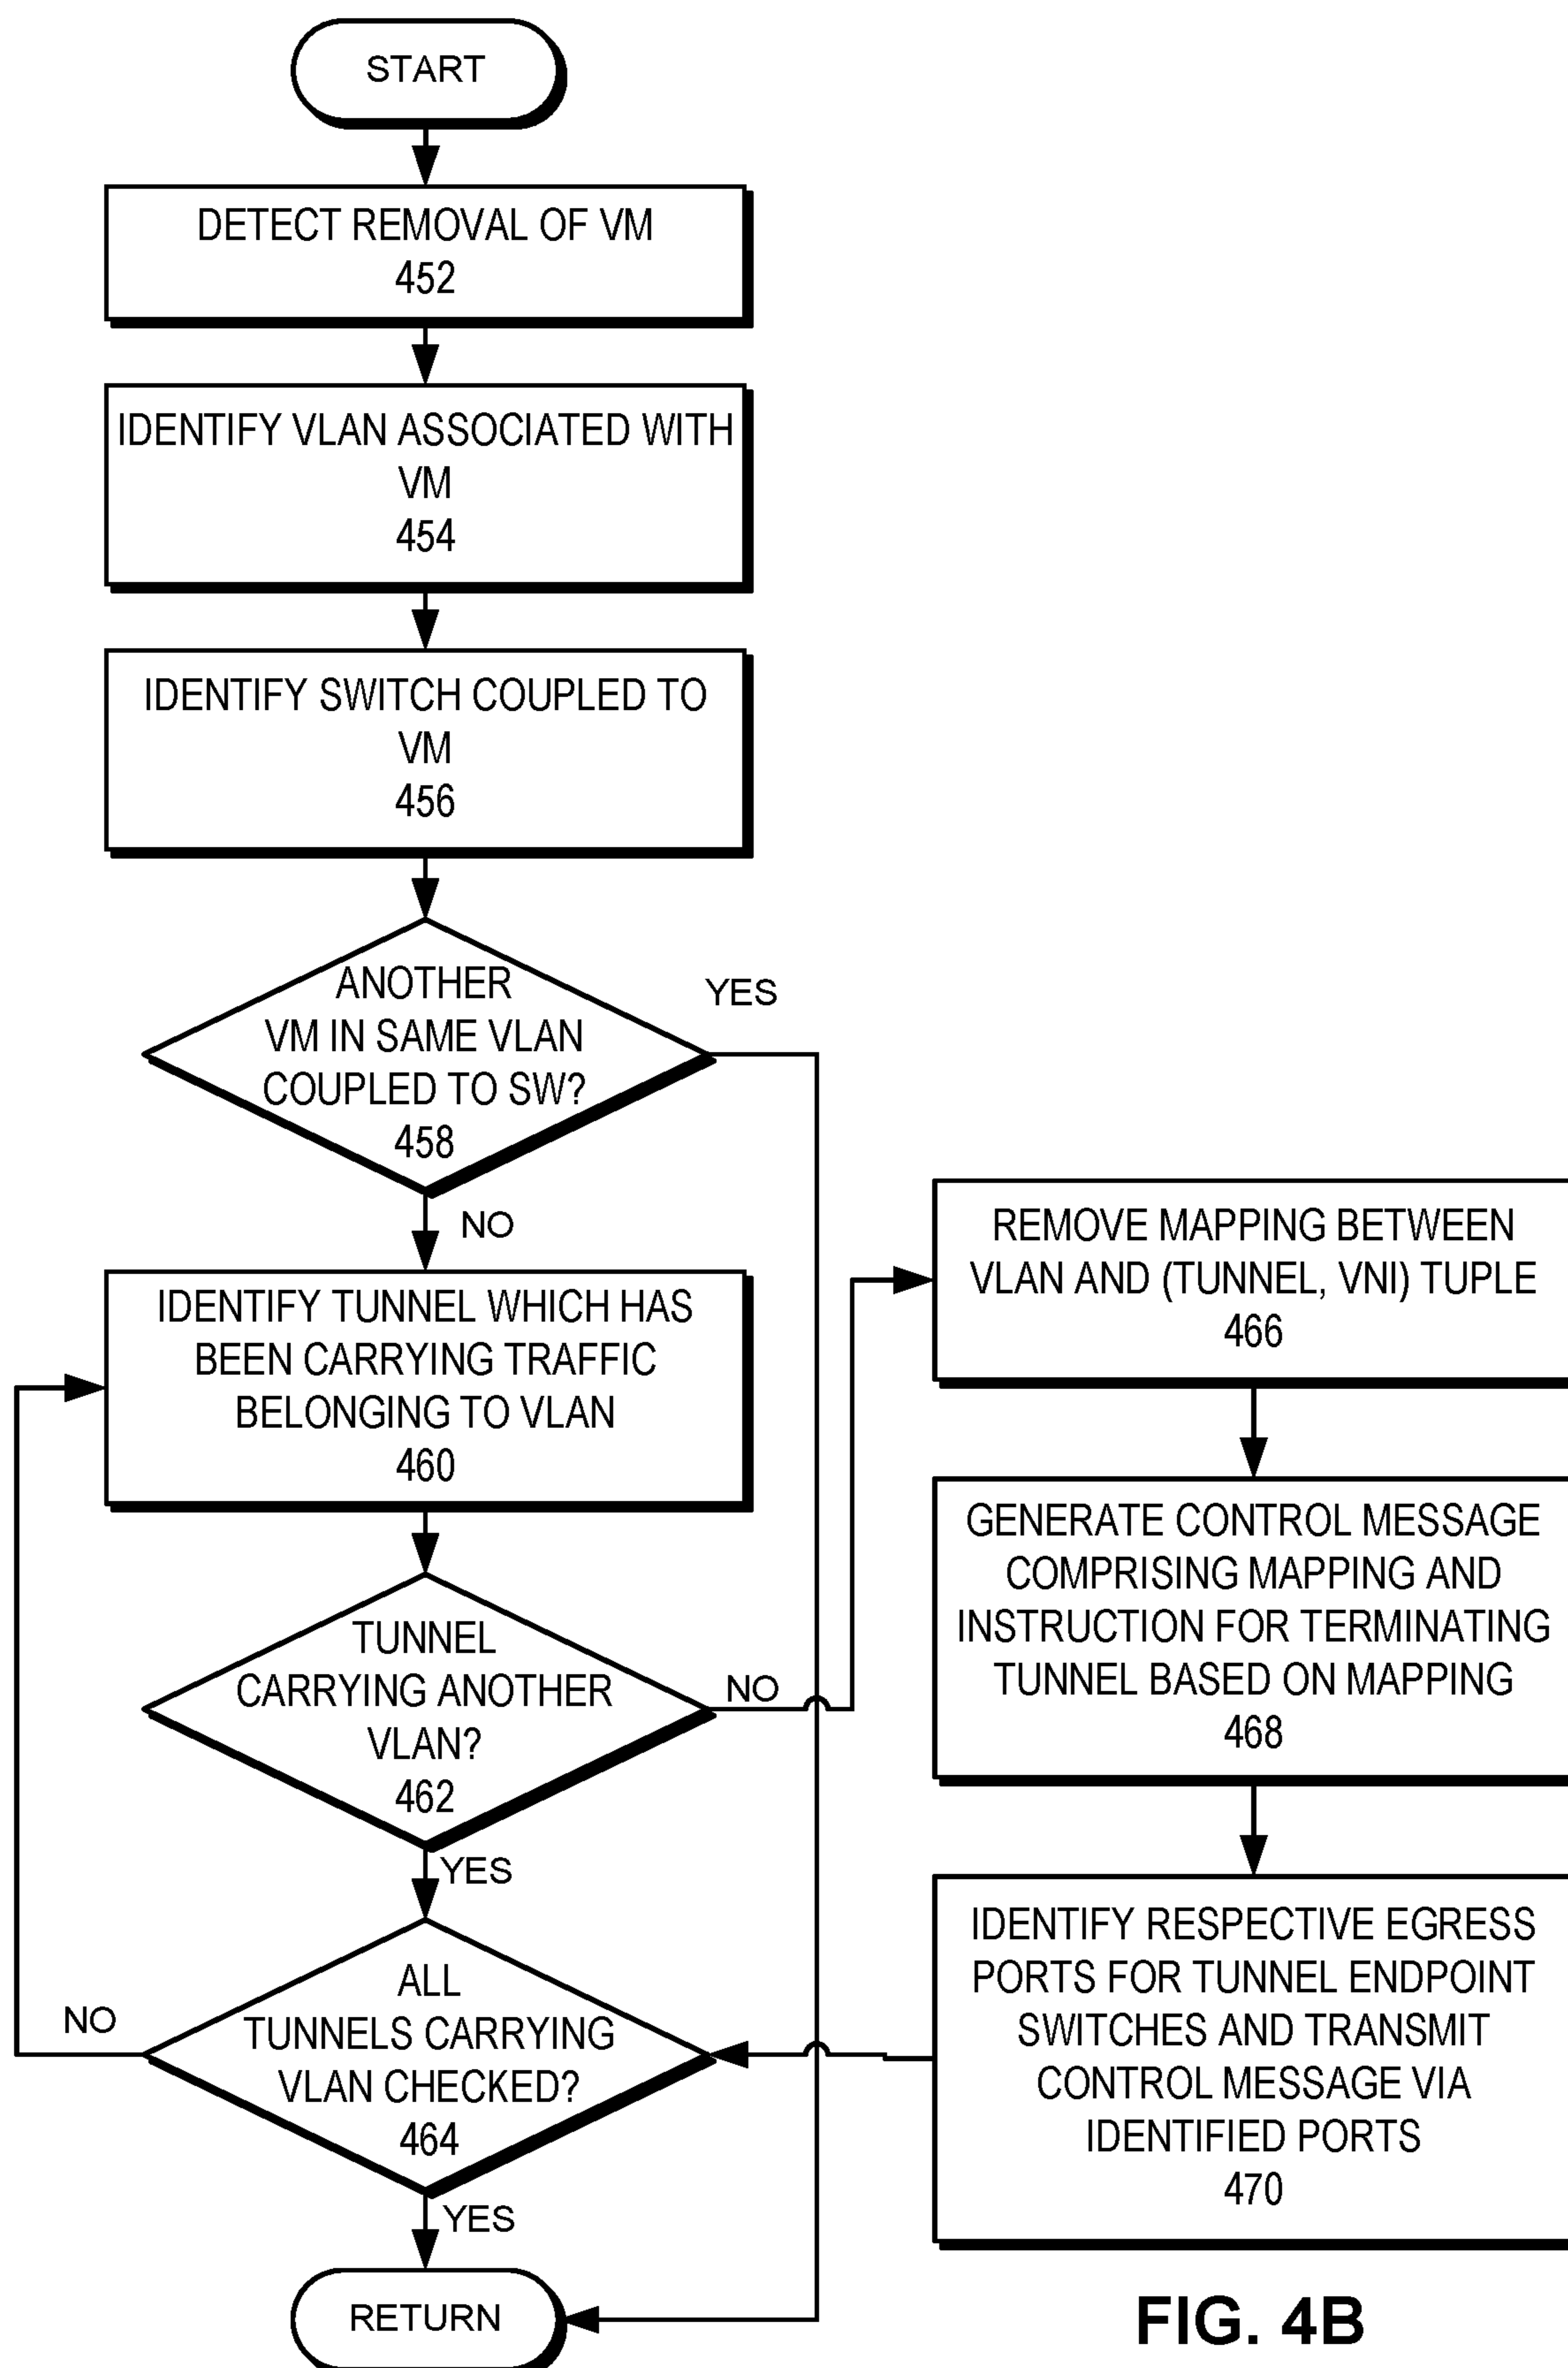 START
DETECT REMOVAL OF VM
452
IDENTIFY VLAN ASSOCIATED WITH
VM
454
IDENTIFY SWITCH COUPLED TO
VM
456
ANOTHER
VM IN SAME VLAN
COUPLED TO SW?
458
YES
NO
IDENTIFY TUNNEL WHICH HAS
BEEN CARRYING TRAFFIC
BELONGING TO VLAN
460
TUNNEL
CARRYING ANOTHER
VLAN?
462
NO
YES
ALL
TUNNELS CARRYING
VLAN CHECKED?
464
NO
YES
RETURN
REMOVE MAPPING BETWEEN
VLAN AND (TUNNEL, VNI) TUPLE
466
GENERATE CONTROL MESSAGE
COMPRISING MAPPING AND
INSTRUCTION FOR TERMINATING
TUNNEL BASED ON MAPPING
468
IDENTIFY RESPECTIVE EGRESS
PORTS FOR TUNNEL ENDPOINT
SWITCHES AND TRANSMIT
CONTROL MESSAGE VIA
IDENTIFIED PORTS
470
FIG. 4B